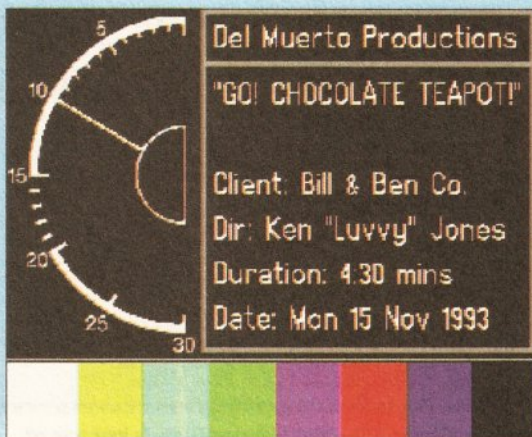 5
10
15
20
25
30
Del Muerto Productions
"GO! CHOCOLATE TEAPOT!"
Client: Bill & Ben Co.
Dir: Ken "Luvvy" Jones
Duration: 4:30 mins
Date: Mon 15 Nov 1993